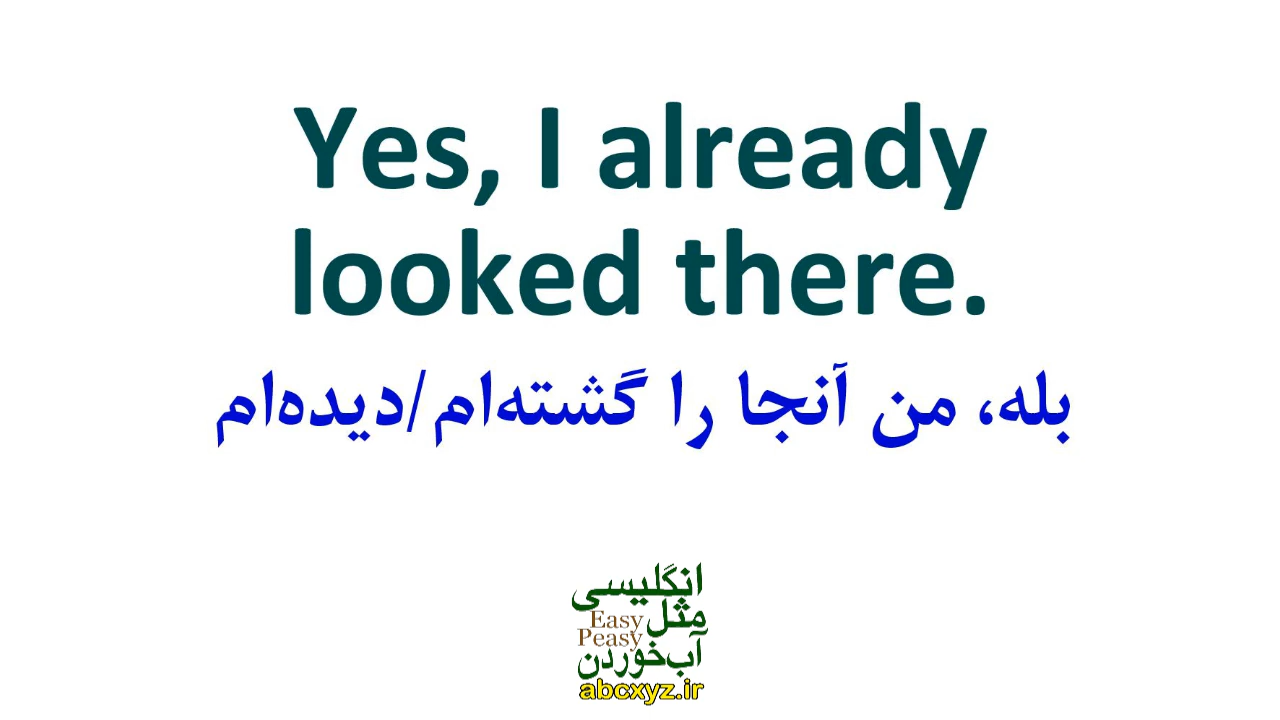 Yes, I already
looked there.
بله، من آنجا را گشته‌ام/دیده‌ام
انگلیسی
مثل
Easy
Peasy
آب‌خوردن
abcxyz.ir